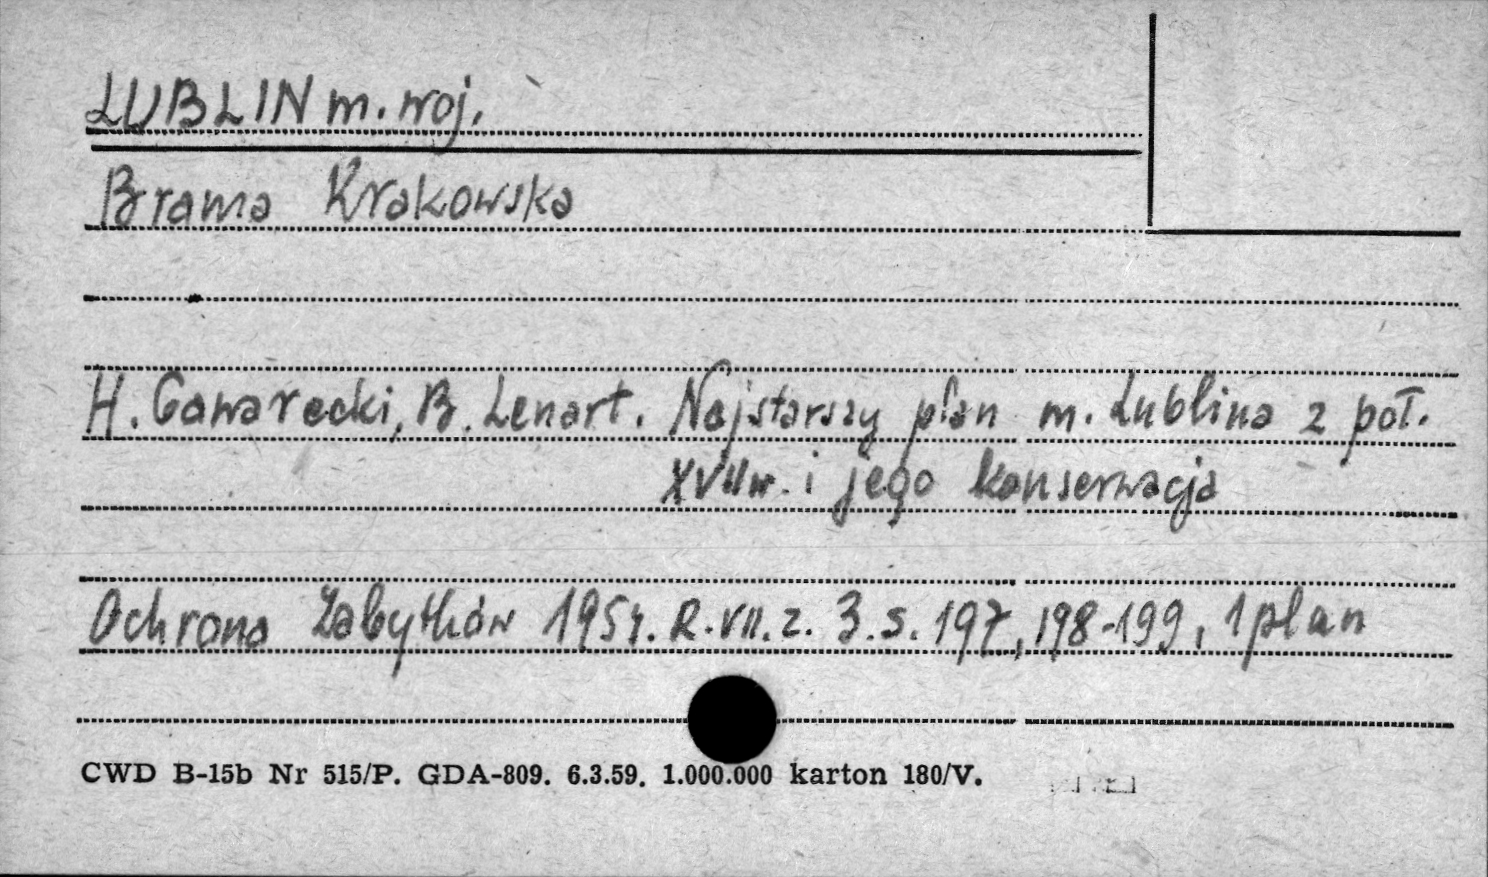 LUBLIN m. woj.
Brama Krakowska
H. Gawarecki, B. Lenart. Najstarszy plan m. Lublina z poł.
XVIIw. i jego konserwacja
Ochrona Zabytków 1954. R. VII. z. 3. s. 197, 198-199, 1 plan
CWD B-15b Nr 515/P. GDA-809. 6.3.59. 1.000.000 karton 180/V.